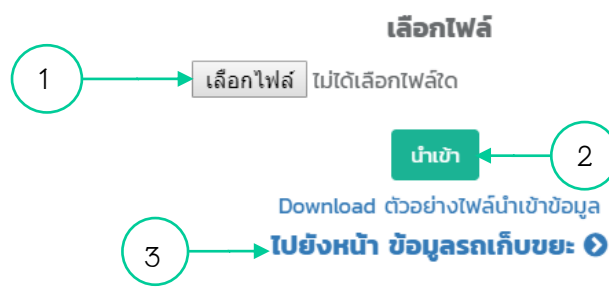 เลือกไฟล์
1 เลือกไฟล์ ไม่ได้เลือกไฟล์ใด
นำเข้า 2
Download ตัวอย่างไฟล์นำเข้าข้อมูล
3 ไปยังหน้า ข้อมูลรถเก็บขยะ